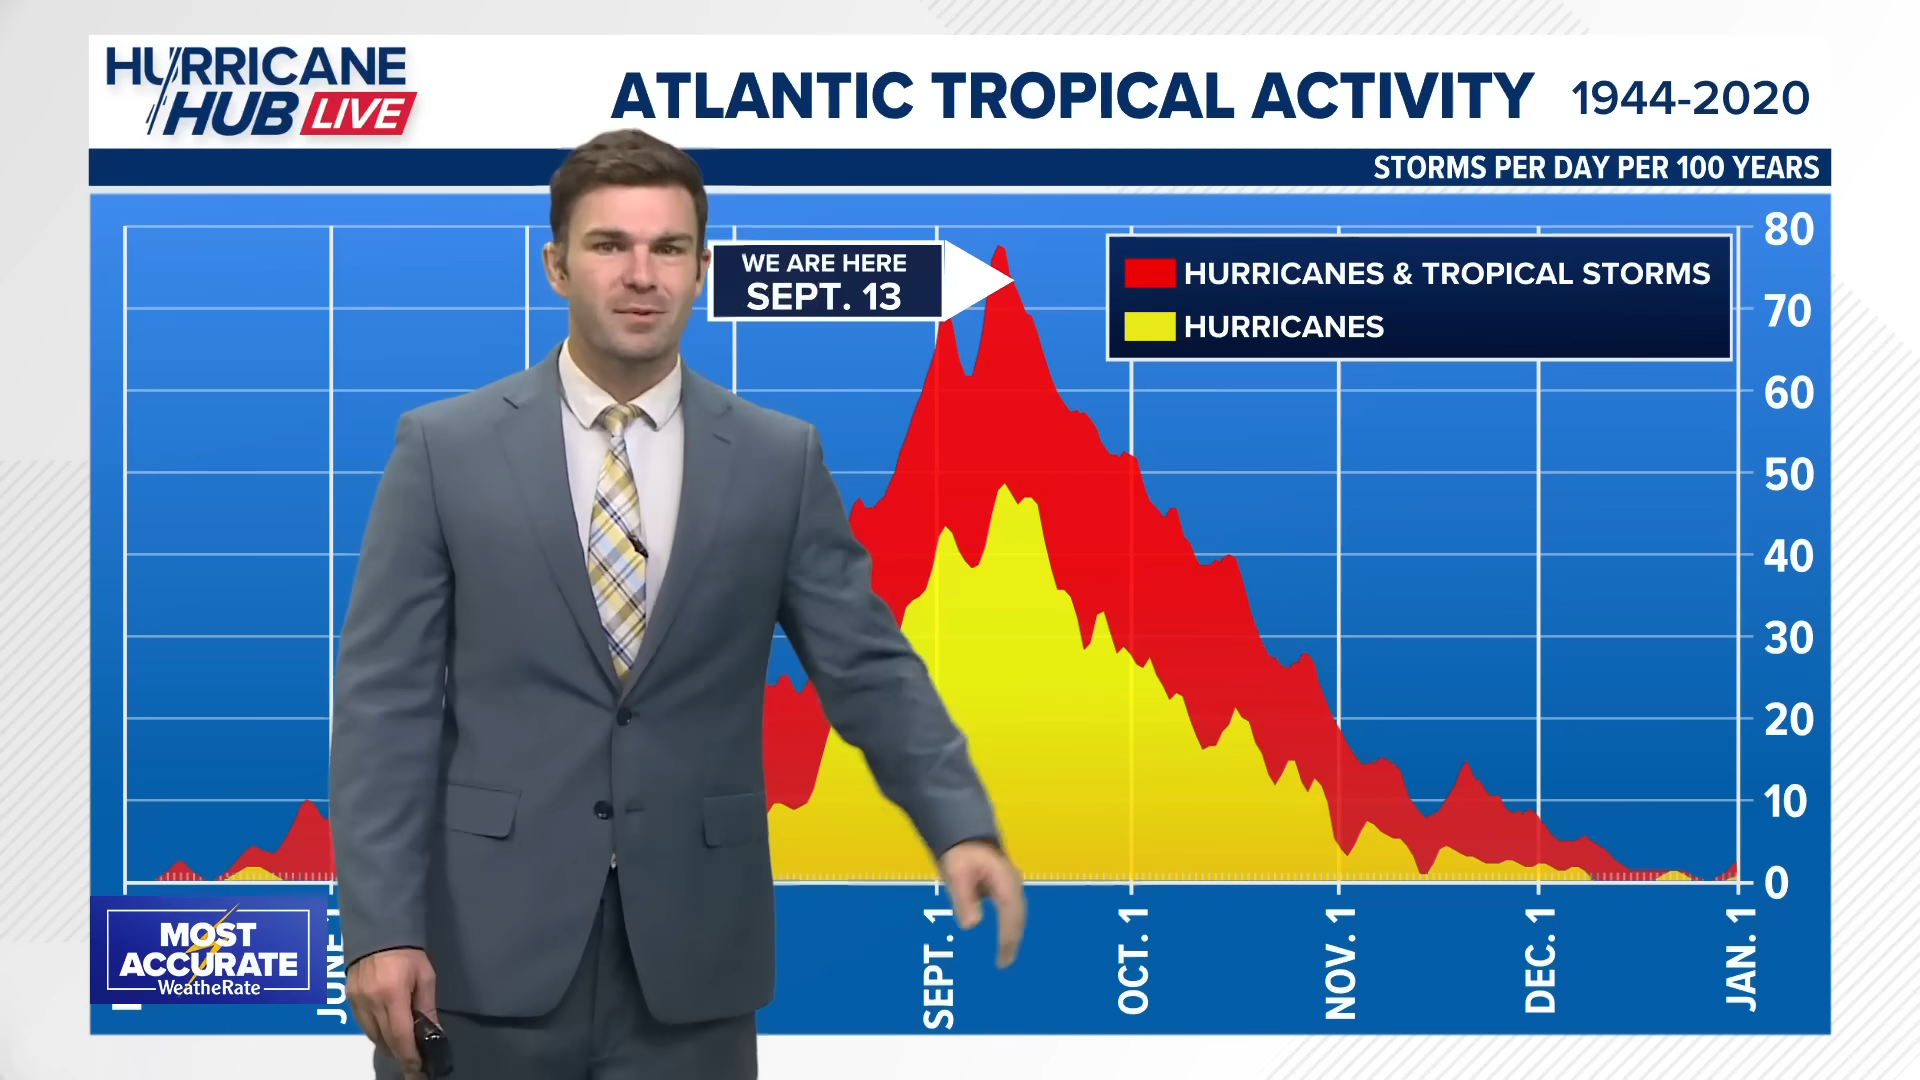 HURRICANE
HUB LIVE
ATLANTIC TROPICAL ACTIVITY 1944-2020
STORMS PER DAY PER 100 YEARS
WE ARE HERE
SEPT. 13
HURRICANES & TROPICAL STORMS
HURRICANES
80
70
60
50
40
30
20
10
0
JUNE 1
SEPT. 1
OCT. 1
NOV. 1
DEC. 1
JAN. 1
MOST
ACCURATE
WeatheRate